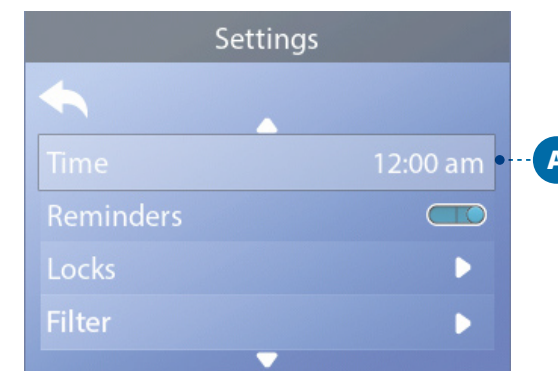 Settings
Time 12:00 am A
Reminders
Locks
Filter